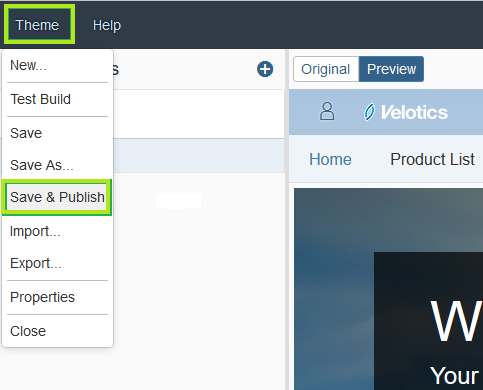 Theme Help
New...
s
Original Preview
Test Build
Velotics
Save
Save As...
Home Product List
Save & Publish
Import...
Export...
Properties
W
Close
Your